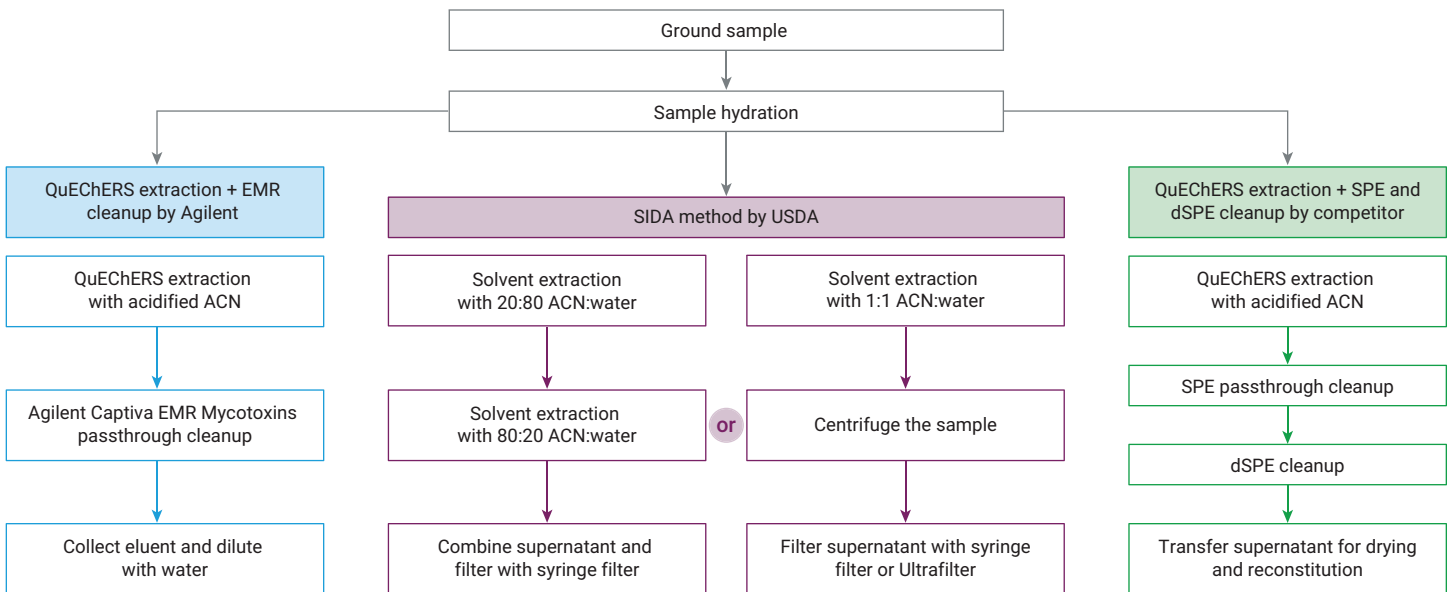 Ground sample
Sample hydration
QuEChERS extraction + EMR
cleanup by Agilent
QuEChERS extraction
with acidified ACN
Agilent Captiva EMR Mycotoxins
passthrough cleanup
Collect eluent and dilute
with water
SIDA method by USDA
Solvent extraction
with 20:80 ACN:water
Solvent extraction
with 80:20 ACN:water
Combine supernatant and
filter with syringe filter
or
Solvent extraction
with 1:1 ACN:water
Centrifuge the sample
Filter supernatant with syringe
filter or Ultrafilter
QuEChERS extraction + SPE and
dSPE cleanup by competitor
QuEChERS extraction
with acidified ACN
SPE passthrough cleanup
dSPE cleanup
Transfer supernatant for drying
and reconstitution